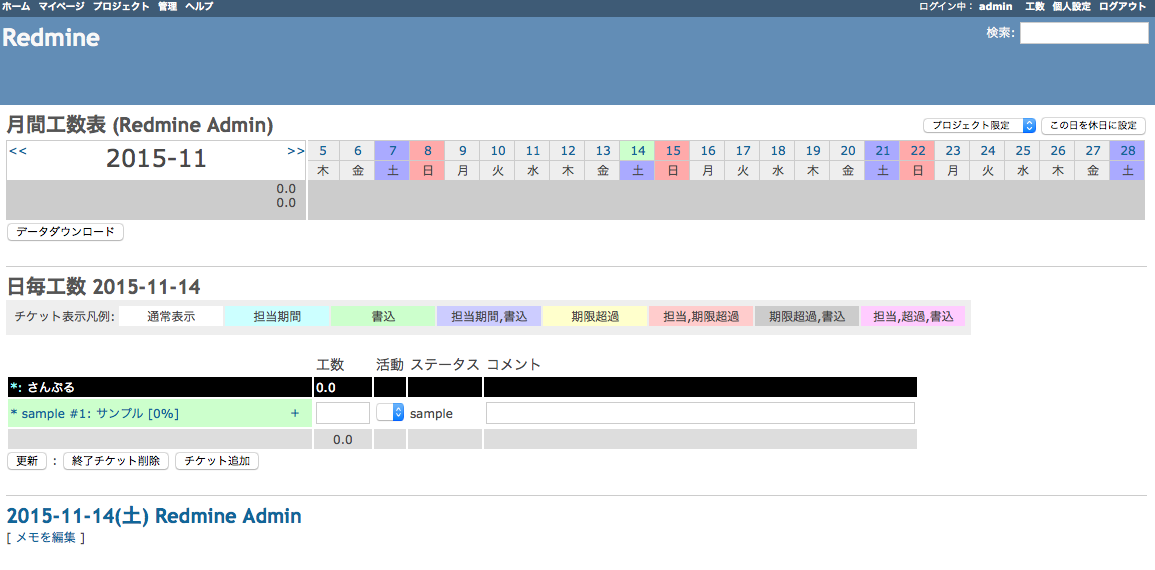 ホーム マイページ プロジェクト 管理 ヘルプ ログイン中： admin 工数 個人設定 ログアウト
Redmine 検索:
月間工数表 (Redmine Admin) プロジェクト限定 この日を休日に設定
<< 2015-11 >> 5 6 7 8 9 10 11 12 13 14 15 16 17 18 19 20 21 22 23 24 25 26 27 28
木 金 土 日 月 火 水 木 金 土 日 月 火 水 木 金 土 日 月 火 水 木 金 土
0.0
0.0
データダウンロード
日毎工数 2015-11-14
チケット表示凡例: 通常表示 担当期間 書込 担当期間,書込 期限超過 担当,期限超過 期限超過,書込 担当,超過,書込
工数 活動 ステータス コメント
*: さんぷる 0.0
* sample #1: サンプル [0%] + sample
0.0
更新 : 終了チケット削除 チケット追加
2015-11-14(土) Redmine Admin
[ メモを編集 ]